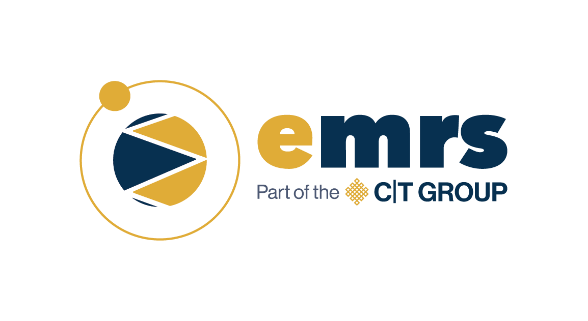 emrs
Part of the C|T GROUP